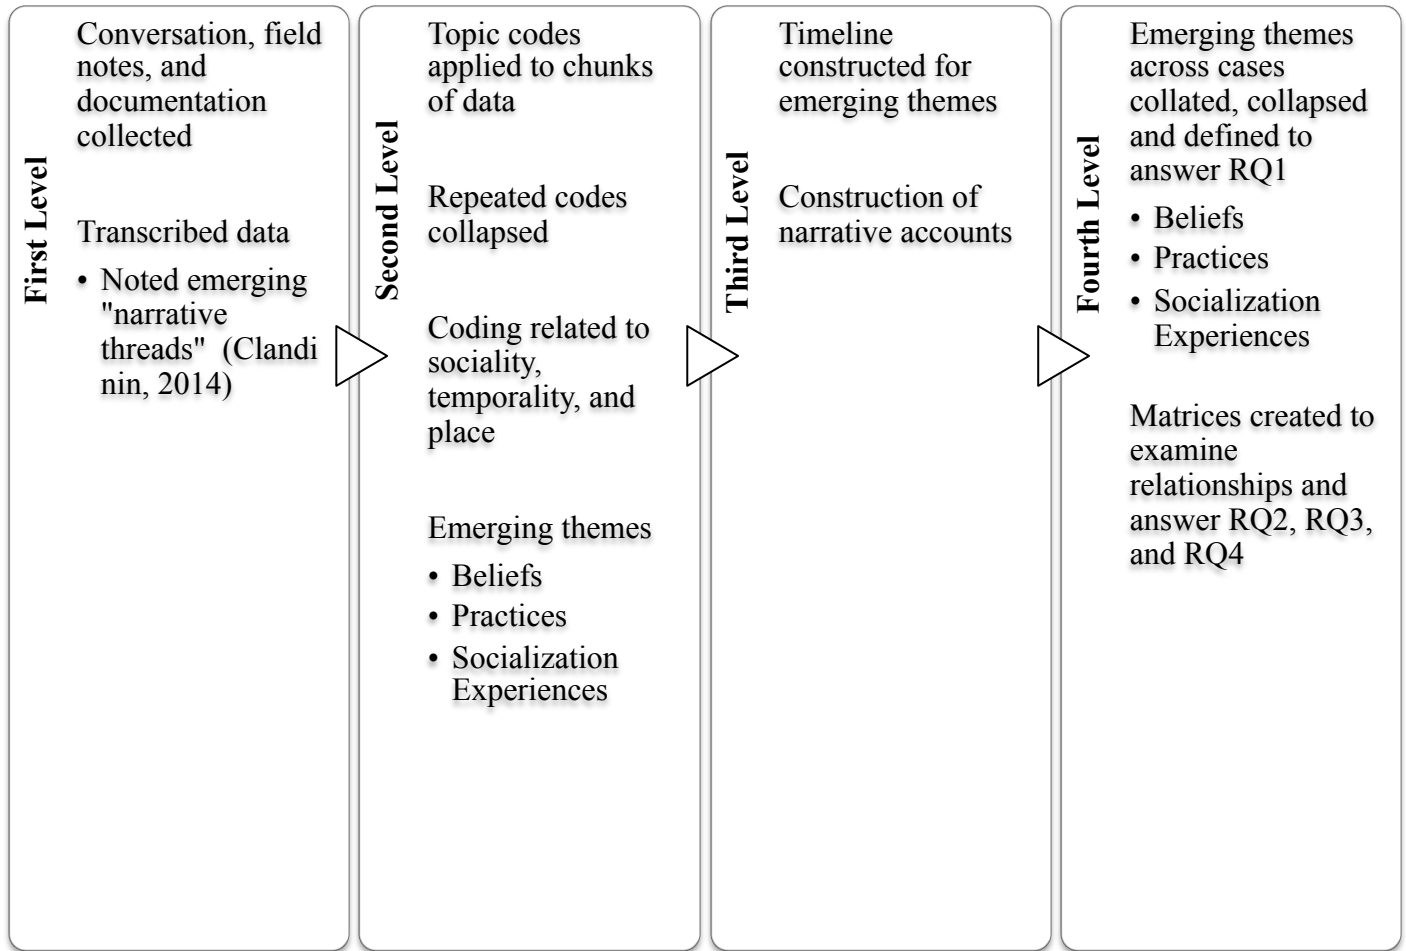 First Level
Conversation, field
notes, and
documentation
collected
Transcribed data
• Noted emerging
"narrative
threads" (Clandi
nin, 2014)
Second Level
Topic codes
applied to chunks
of data
Repeated codes
collapsed
Coding related to
sociality,
temporality, and
place
Emerging themes
• Beliefs
• Practices
• Socialization
Experiences
Third Level
Timeline
constructed for
emerging themes
Construction of
narrative accounts
Fourth Level
Emerging themes
across cases
collated, collapsed
and defined to
answer RQ1
• Beliefs
• Practices
• Socialization
Experiences
Matrices created to
examine
relationships and
answer RQ2, RQ3,
and RQ4